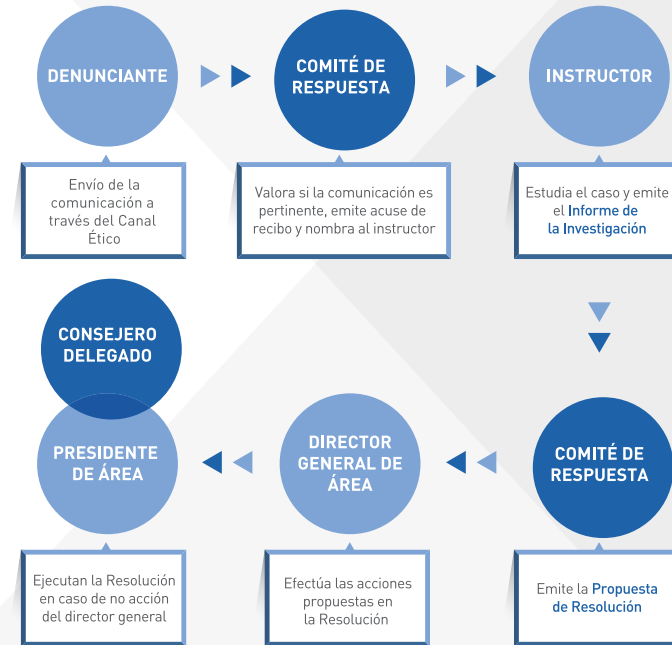 DENUNCIANTE
COMITÉ DE
RESPUESTA
INSTRUCTOR
Envío de la
comunicación a
través del Canal
Ético
Valora si la comunicación es
pertinente, emite acuse de
recibo y nombra al instructor
Estudia el caso y emite
el Informe de
la Investigación
CONSEJERO
DELEGADO
PRESIDENTE
DE ÁREA
DIRECTOR
GENERAL DE
ÁREA
COMITÉ DE
RESPUESTA
Ejecutan la Resolución
en caso de no acción
del director general
Efectúa las acciones
propuestas en
la Resolución
Emite la Propuesta
de Resolución